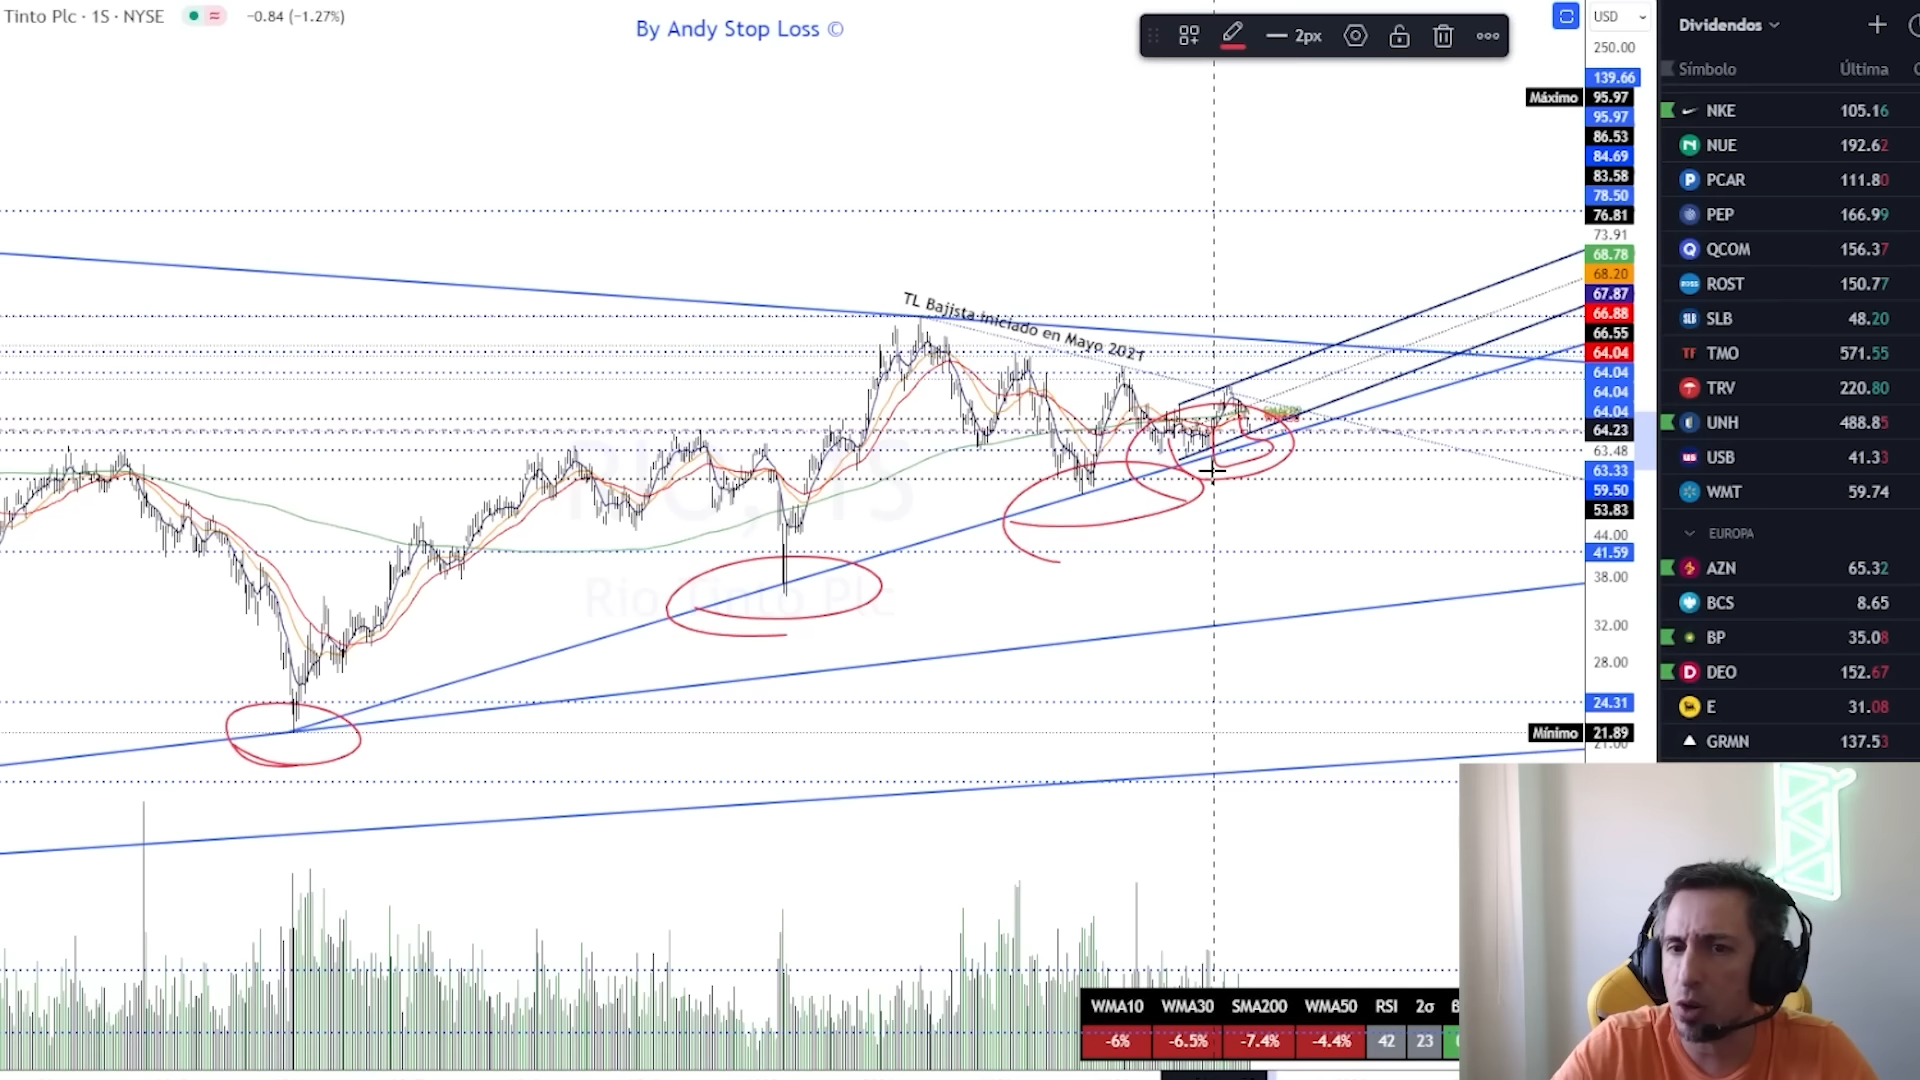 Tinto Plc · 1S · NYSE
−0.84 (−1.27%)
By Andy Stop Loss ©
2px
USD
Dividendos
Símbolo
Última
250.00
139.66
Máximo 95.97
95.97
86.53
84.69
83.58
78.50
76.81
73.91
68.78
68.20
67.87
66.88
66.55
64.04
64.04
64.04
64.04
64.23
63.48
63.33
59.50
53.83
44.00
41.59
38.00
32.00
28.00
24.31
Mínimo 21.89
21.00
TL Bajista iniciado en Mayo 2021
Rio Tinto Plc
NKE 105.16
NUE 192.62
PCAR 111.80
PEP 166.99
QCOM 156.37
ROST 150.77
SLB 48.20
TMO 571.55
TRV 220.80
UNH 488.85
USB 41.33
WMT 59.74
EUROPA
AZN 65.32
BCS 8.65
BP 35.08
DEO 152.67
E 31.08
GRMN 137.53
WMA10 WMA30 SMA200 WMA50 RSI 2σ
-6% -6.5% -7.4% -4.4% 42 23